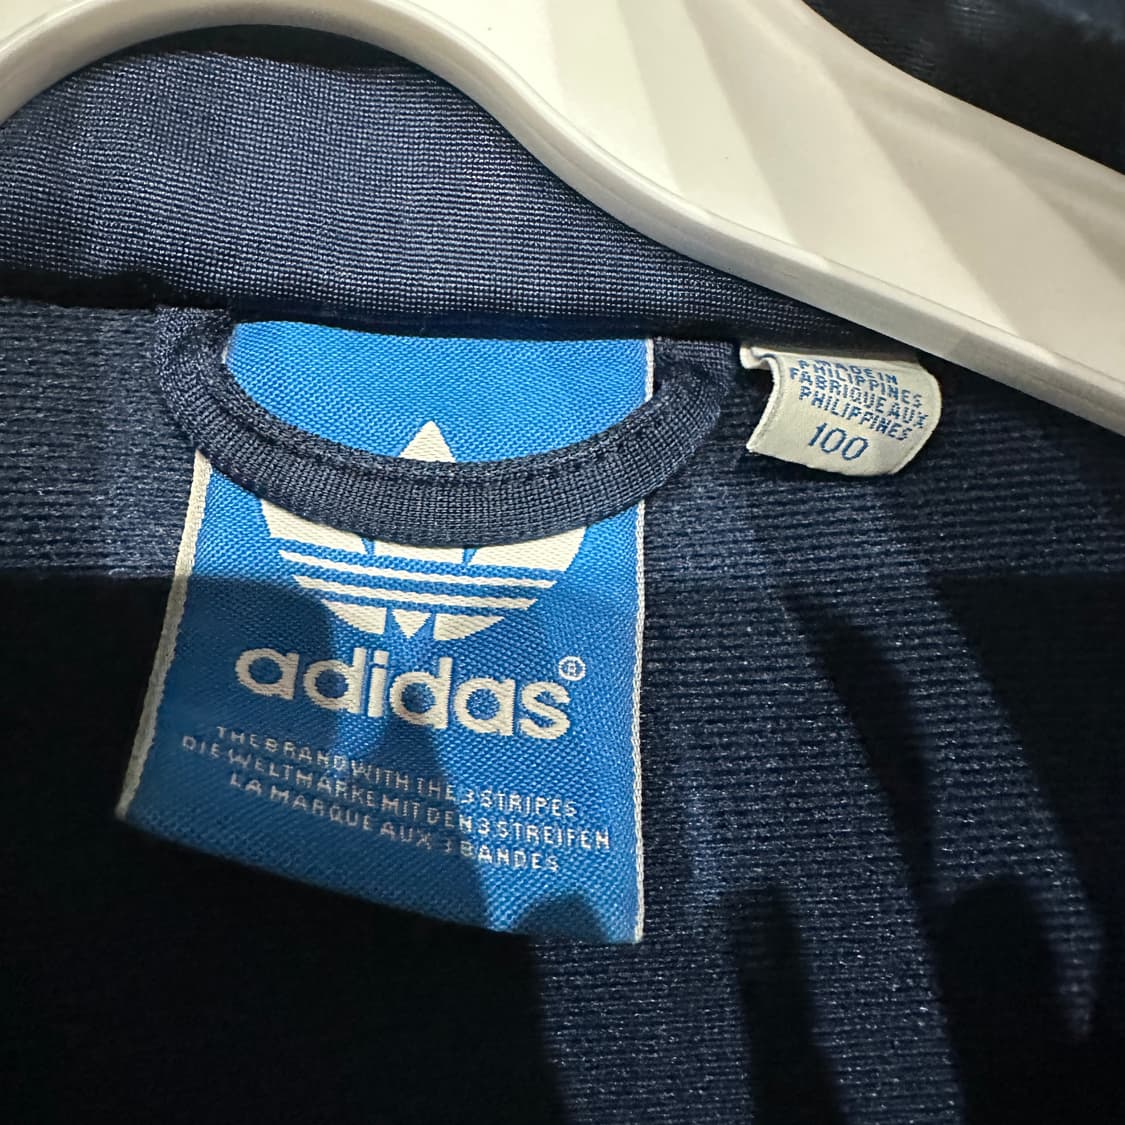 adidas®
THE BRAND WITH THE 3 STRIPES
DIE WELTMARKE MIT DEN 3 STREIFEN
LA MARQUE AUX 3 BANDES
MADE IN
PHILIPPINES
FABRIQUE AUX
PHILIPPINES
100